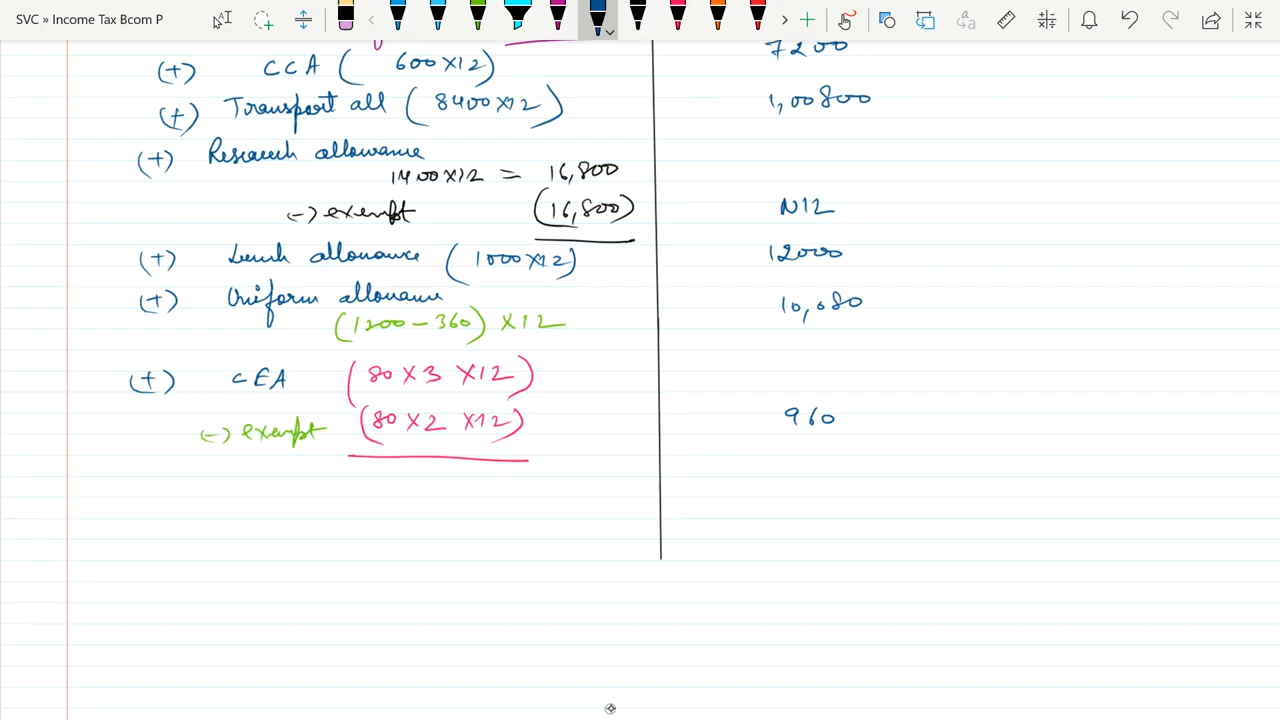 SVC » Income Tax Bcom P
7200
(+) CCA (600×12)
(+) Transport all (8400×12) 1,00800
(+) Research allowance
1400×12 = 16,800
(-) exempt (16,800) NIL
(+) Lunch allowance (1000×12) 12000
(+) Uniform allowance 10,080
(1200-360) ×12
(+) CEA (80×3×12)
(-) exempt (80×2×12) 960